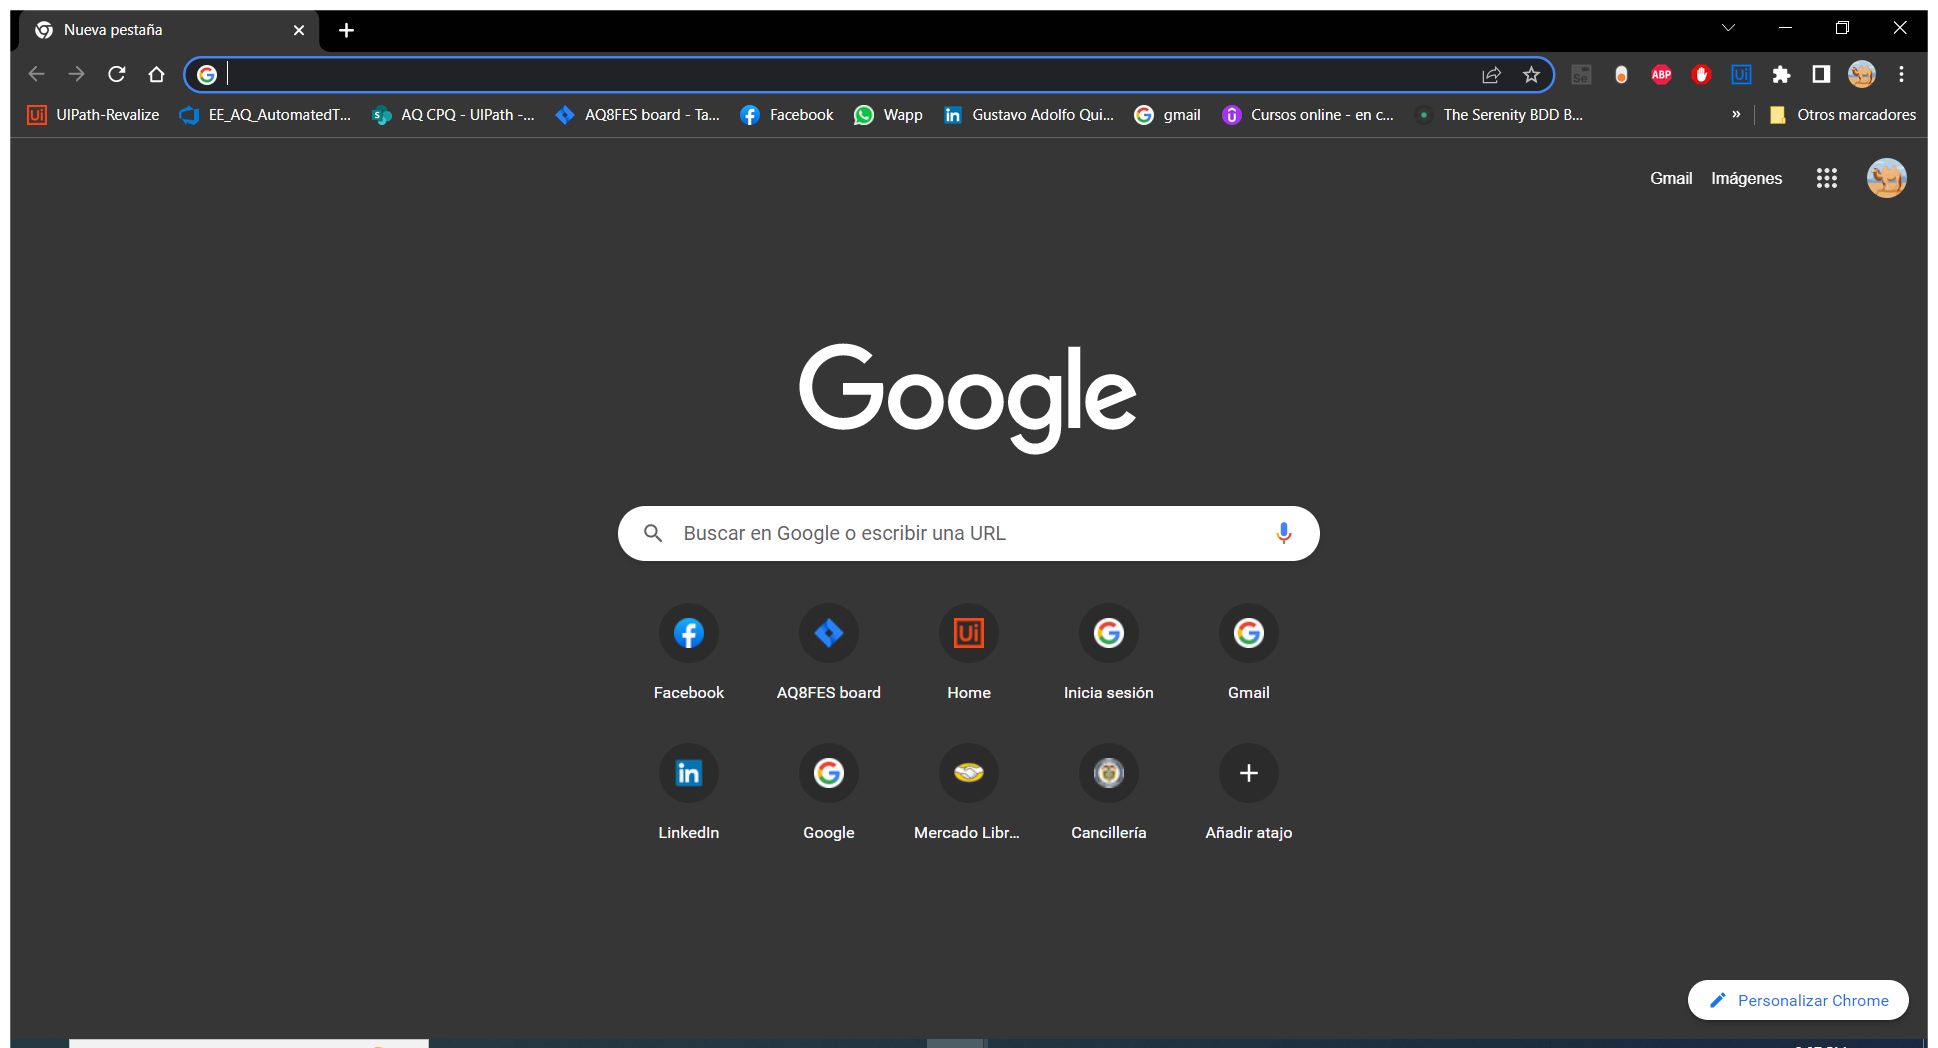 Nueva pestaña
UIPath-Revalize EE_AQ_AutomatedT... AQ CPQ - UIPath -... AQ8FES board - Ta... Facebook Wapp Gustavo Adolfo Qui... gmail Cursos online - en c... The Serenity BDD B... » Otros marcadores
Gmail Imágenes
Google
Buscar en Google o escribir una URL
Facebook AQ8FES board Home Inicia sesión Gmail
LinkedIn Google Mercado Libr... Cancillería Añadir atajo
Personalizar Chrome